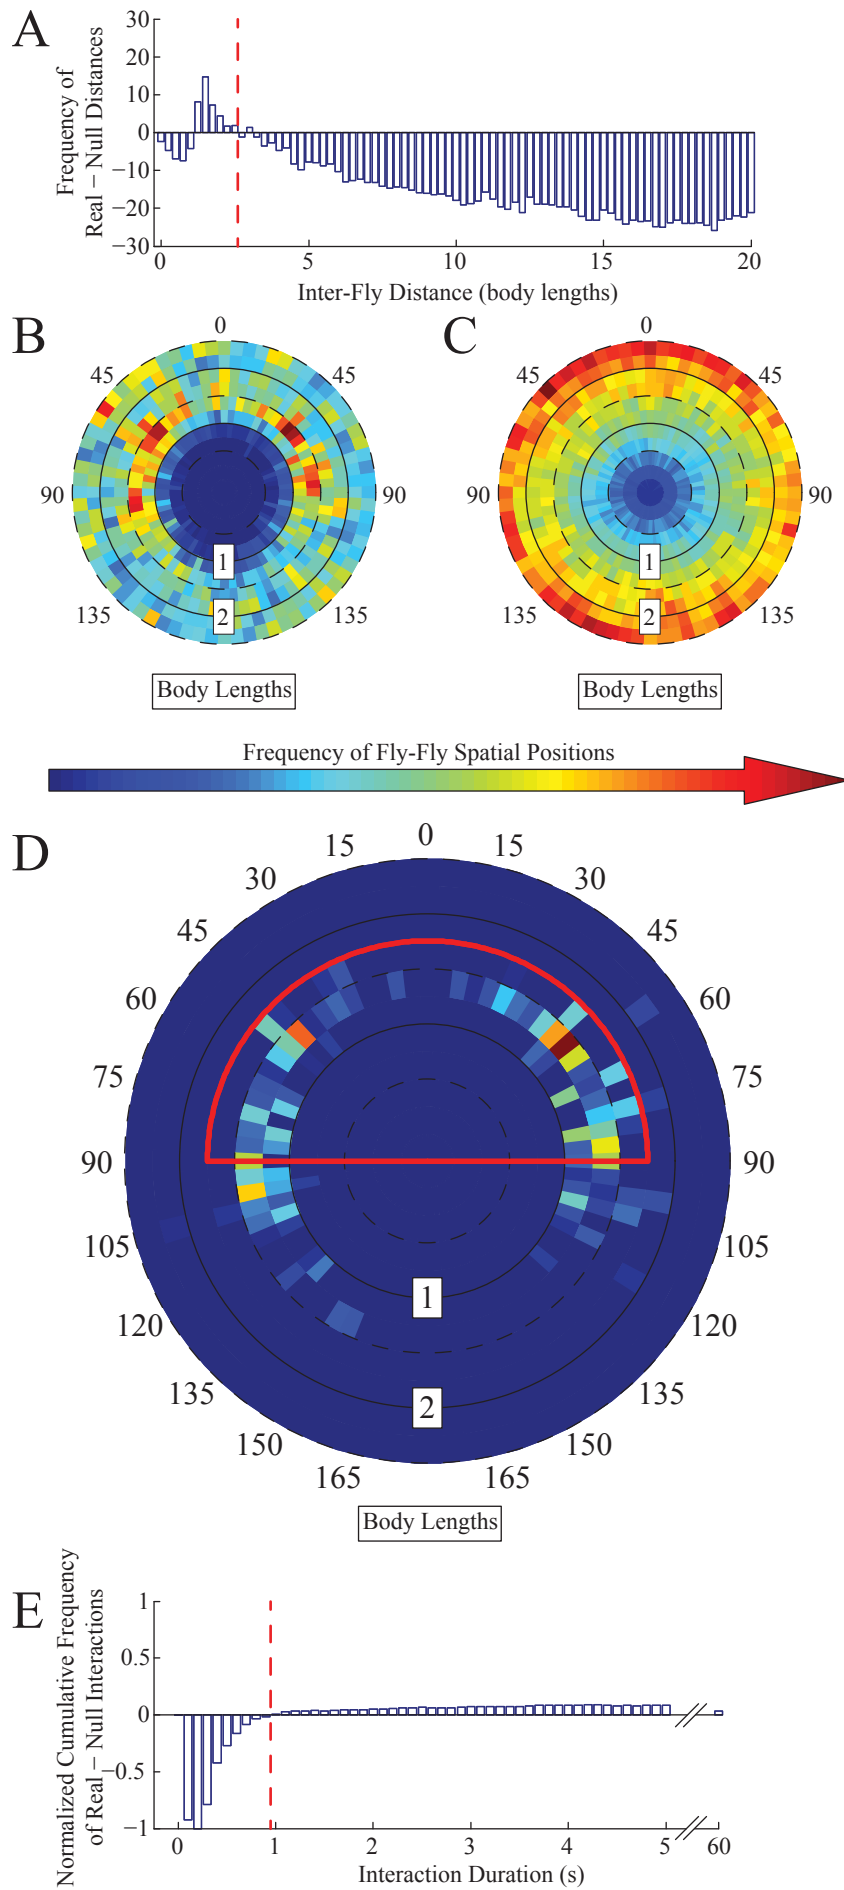 A
Frequency of
Real − Null Distances
30
20
10
0
−10
−20
−30
0 5 10 15 20
Inter-Fly Distance (body lengths)
B
0
45 45
90 90
135 135
1
2
Body Lengths
C
0
45 45
90 90
135 135
1
2
Body Lengths
Frequency of Fly-Fly Spatial Positions
D
0
15 15
30 30
45 45
60 60
75 75
90 90
105 105
120 120
135 135
150 150
165 165
1
2
Body Lengths
E
Normalized Cumulative Frequency
of Real − Null Interactions
1
0.5
0
−0.5
−1
0 1 2 3 4 5 60
Interaction Duration (s)